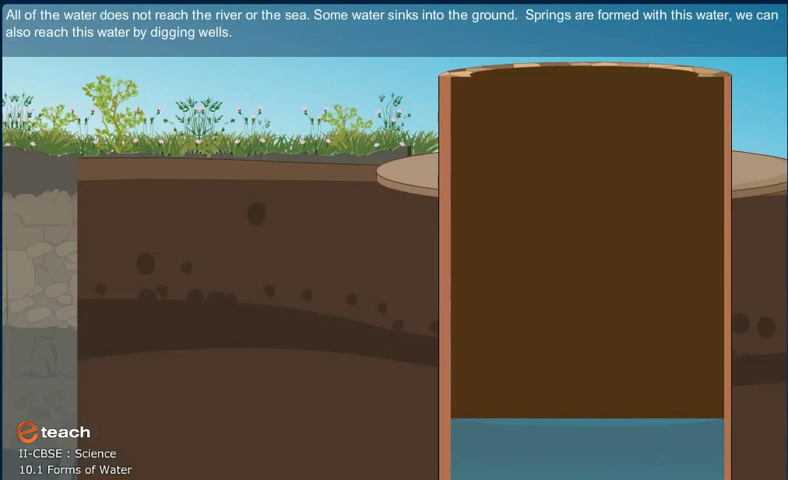 All of the water does not reach the river or the sea. Some water sinks into the ground.  Springs are formed with this water, we can
also reach this water by digging wells.
e teach
II-CBSE : Science
10.1 Forms of Water